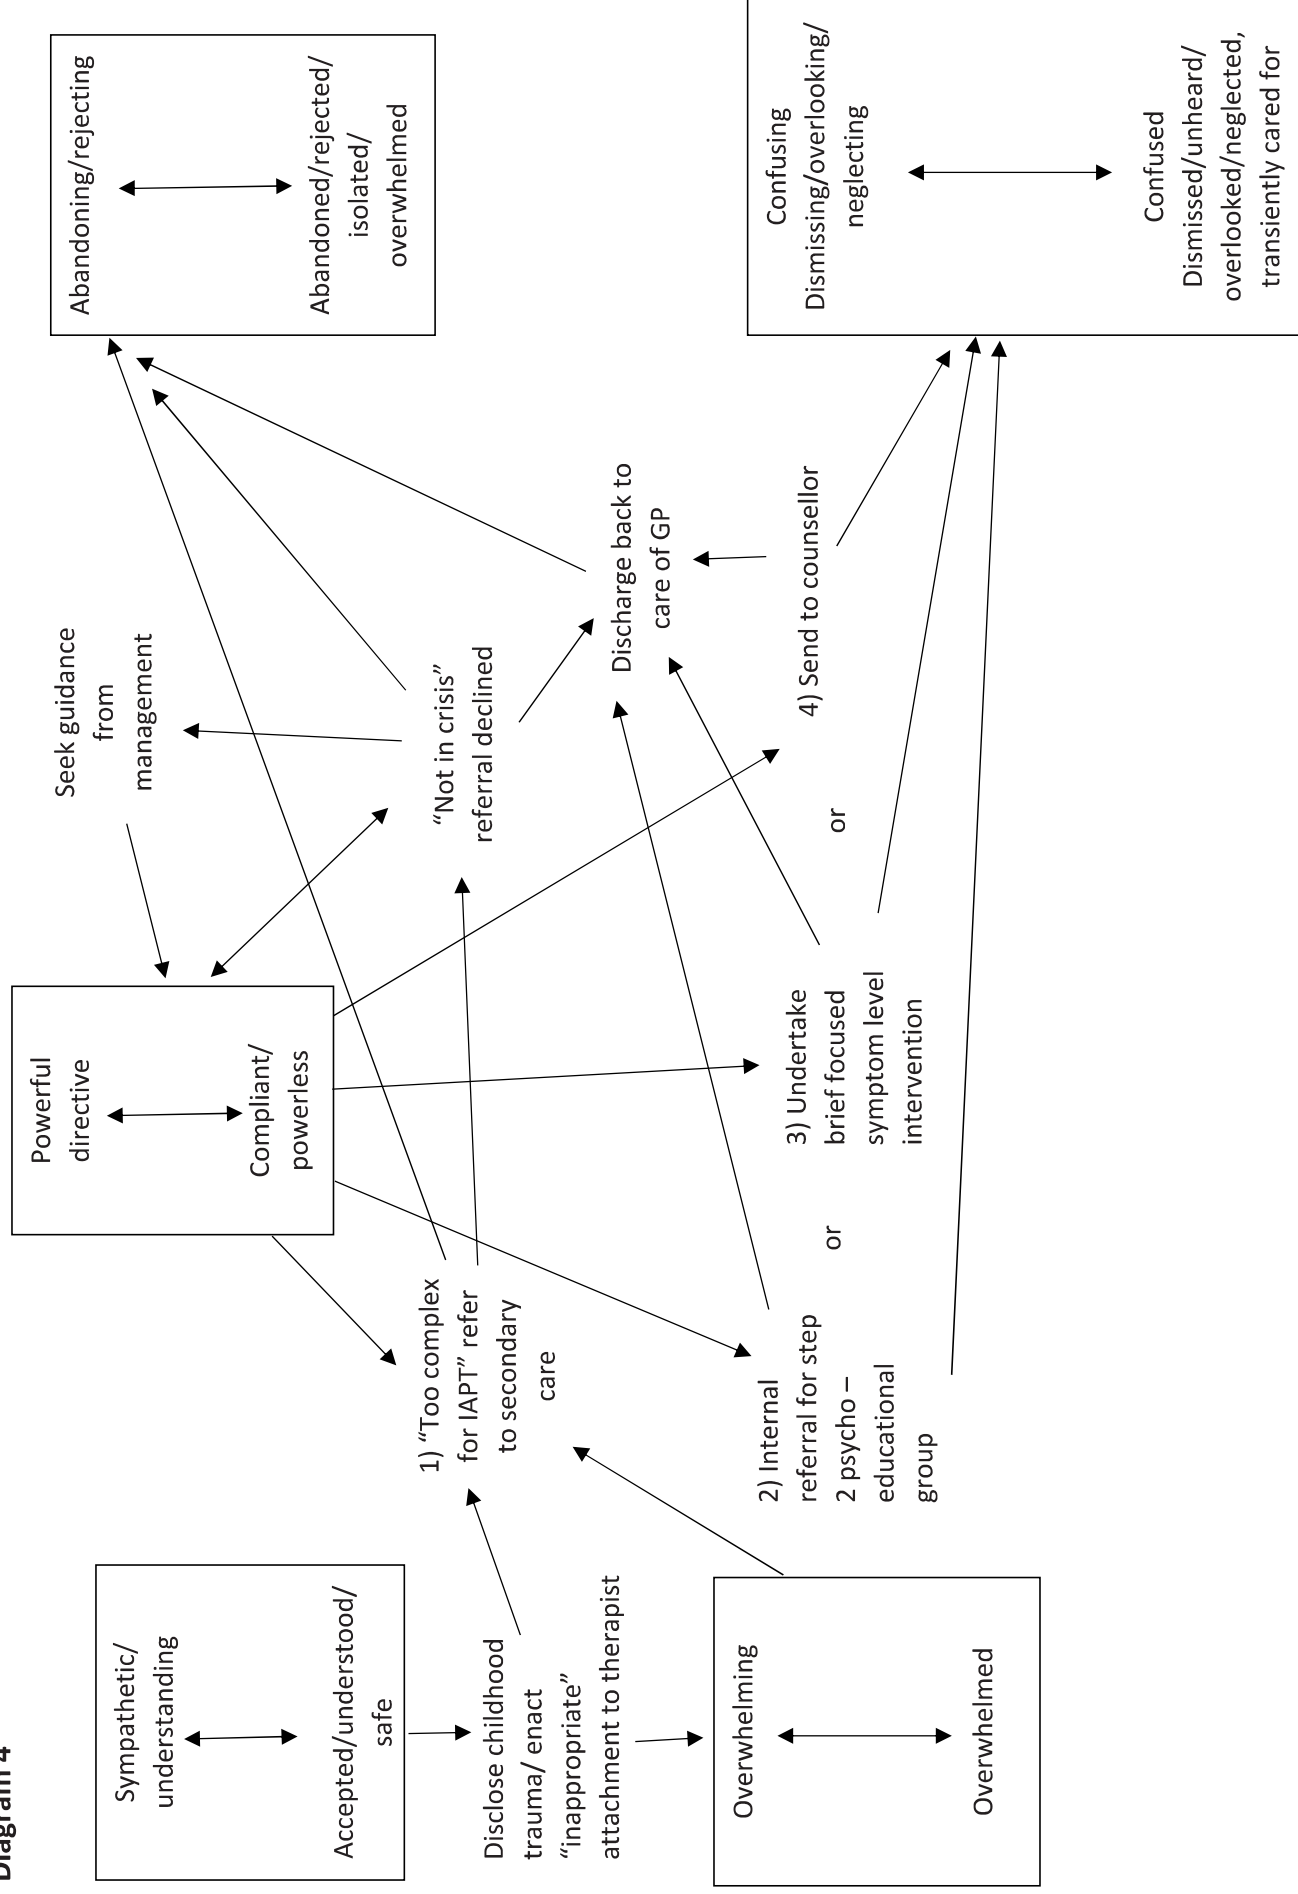 Diagram 4
Sympathetic/
understanding
Accepted/understood/
safe
Disclose childhood
trauma/ enact
“inappropriate”
attachment to therapist
Overwhelming
Overwhelmed
Powerful
directive
Compliant/
powerless
1) “Too complex
for IAPT” refer
to secondary
care
2) Internal
referral for step
2 psycho –
educational
group
or
3) Undertake
brief focused
symptom level
intervention
or
4) Send to counsellor
Seek guidance
from
management
“Not in crisis”
referral declined
Discharge back to
care of GP
Abandoning/rejecting
Abandoned/rejected/
isolated/
overwhelmed
Confusing
Dismissing/overlooking/
neglecting
Confused
Dismissed/unheard/
overlooked/neglected,
transiently cared for